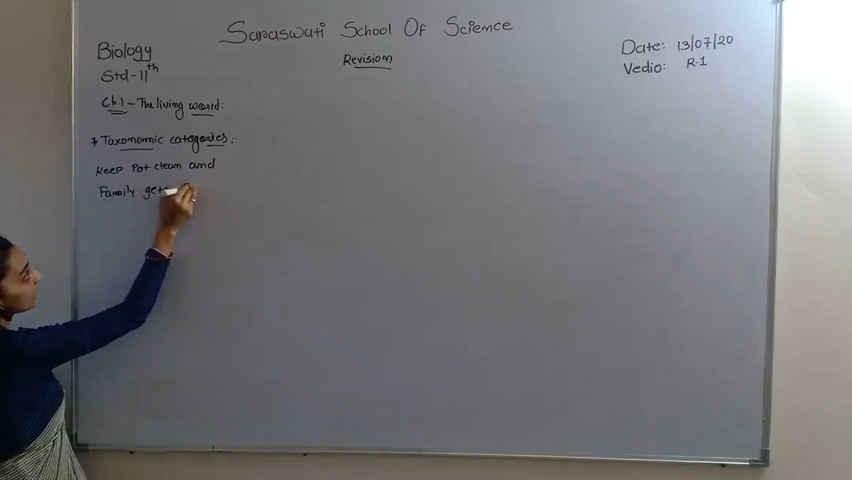 Saraswati School Of Science
Revision
Date: 13/07/20
Vedio: R-1
Biology
Std-11th
Ch.1 - The living world:
* Taxonomic categories:
Keep Pot clean and
Family